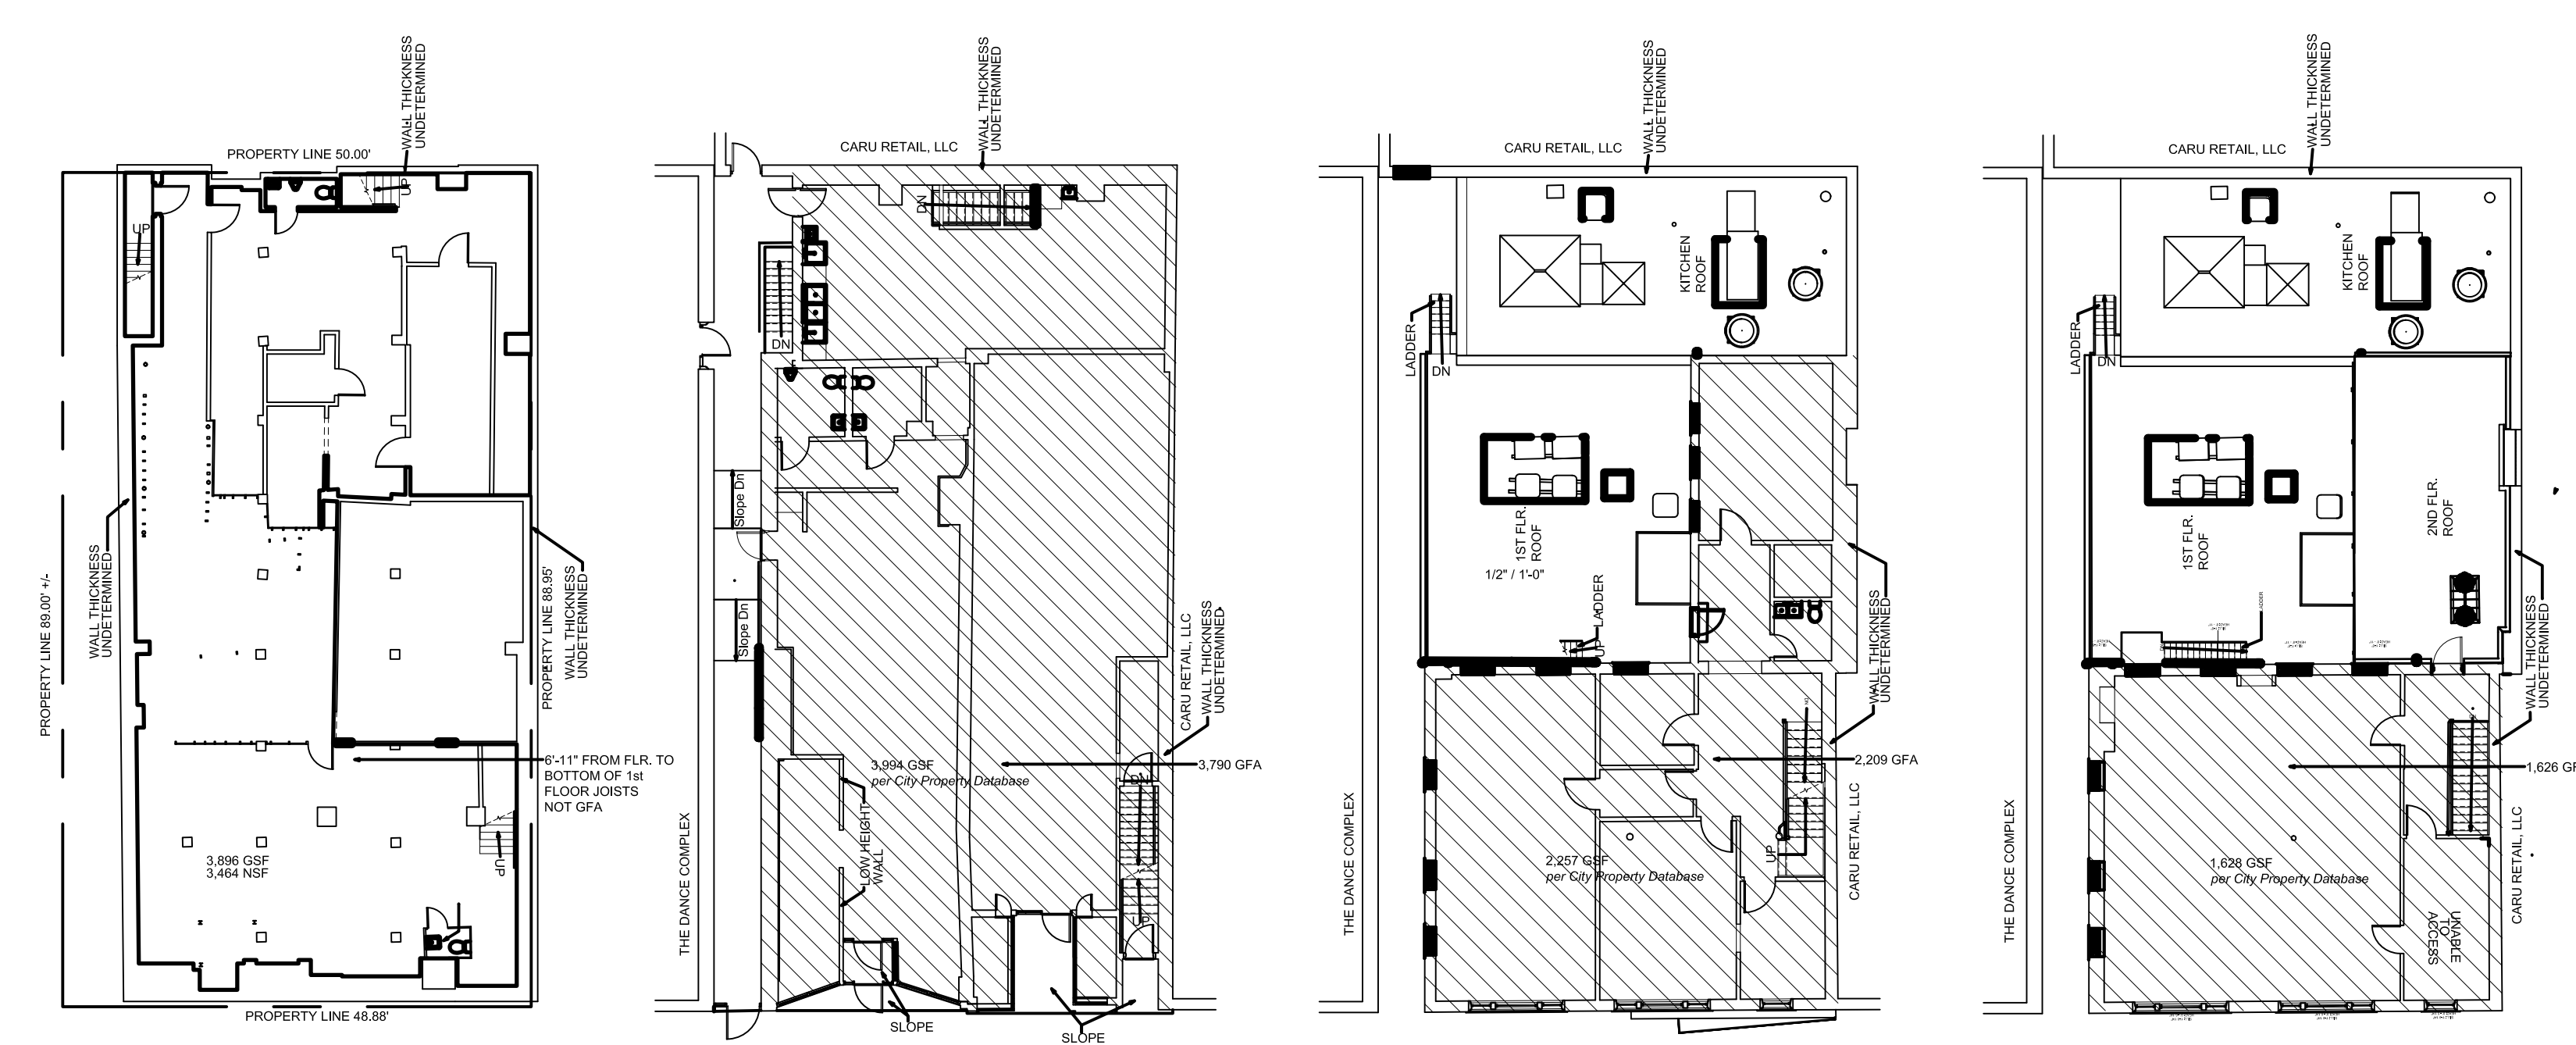 WALL THICKNESS
UNDETERMINED
PROPERTY LINE 50.00'
UP
UP
WALL THICKNESS
UNDETERMINED
PROPERTY LINE 89.00' +/-
WALL THICKNESS
UNDETERMINED
PROPERTY LINE 88.95'
6'-11" FROM FLR. TO
BOTTOM OF 1st
FLOOR JOISTS
NOT GFA
3,896 GSF
3,464 NSF
UP
PROPERTY LINE 48.88'
WALL THICKNESS
UNDETERMINED
CARU RETAIL, LLC
DN
DN
Slope Dn
Slope Dn
CARU RETAIL, LLC
WALL THICKNESS
UNDETERMINED
3,994 GSF
per City Property Database
3,790 GFA
DN
LOW HEIGHT
WALL
THE DANCE COMPLEX
UP
SLOPE
SLOPE
WALL THICKNESS
UNDETERMINED
CARU RETAIL, LLC
KITCHEN
ROOF
LADDER
DN
1ST FLR.
ROOF
1/2" / 1'-0"
LADDER
UP
WALL THICKNESS
UNDETERMINED
2,209 GFA
THE DANCE COMPLEX
CARU RETAIL, LLC
UP
2,257 GSF
per City Property Database
WALL THICKNESS
UNDETERMINED
CARU RETAIL, LLC
KITCHEN
ROOF
LADDER
DN
2ND FLR.
ROOF
1ST FLR.
ROOF
LADDER
WALL THICKNESS
UNDETERMINED
1,626 GF
THE DANCE COMPLEX
CARU RETAIL, LLC
1,628 GSF
per City Property Database
UNABLE
TO
ACCESS